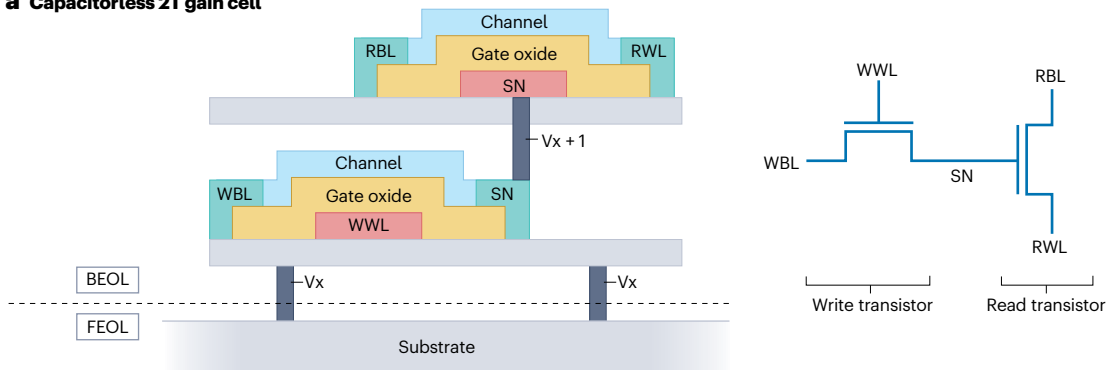 a Capacitorless 2T gain cell
Channel
RBL
Gate oxide
RWL
SN
Vx + 1
Channel
WBL
Gate oxide
SN
WWL
BEOL
Vx
Vx
FEOL
Substrate
WWL
RBL
WBL
SN
RWL
Write transistor
Read transistor